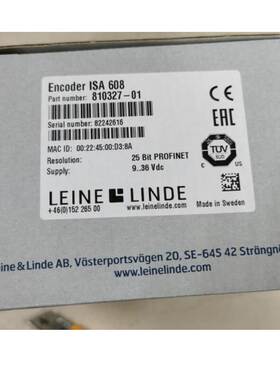 Encoder ISA 608
Part number: 810327-01
CE
Serial number: 82242616
EAC
MAC ID: 00:22:45:00:D3:8A
Resolution: 25 Bit PROFINET
Supply: 9..36 Vdc
TÜV
SÜD
LEINE LINDE
+46(0)152 265 00
www.leinelinde.com
Made in Sweden
ine & Linde AB, Västerportsvägen 20, SE-645 42 Strängn
www.leinelinde.com